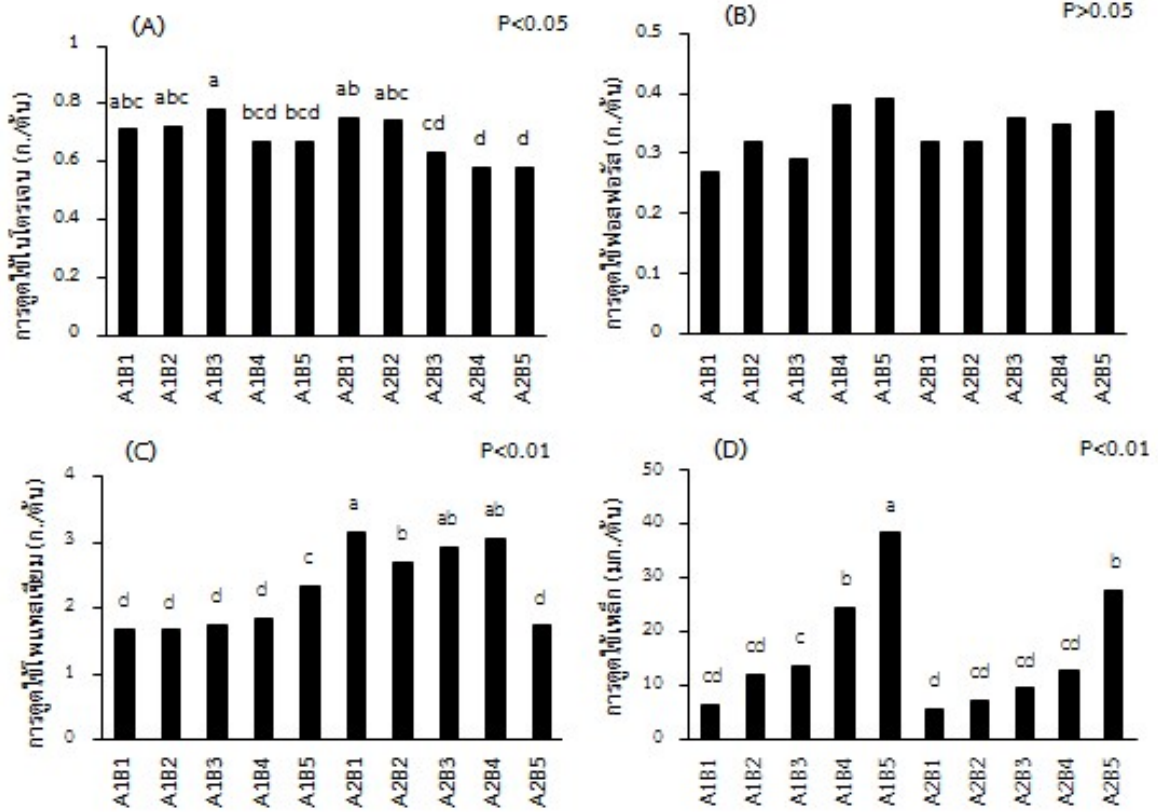 (A) P<0.05
การดูดใช้ไนโตรเจน (ก./ต้น)
1
0.8
0.6
0.4
0.2
0
abc abc a bcd bcd ab abc cd d d
A1B1 A1B2 A1B3 A1B4 A1B5 A2B1 A2B2 A2B3 A2B4 A2B5
(B) P>0.05
การดูดใช้ฟอสฟอรัส (ก./ต้น)
0.5
0.4
0.3
0.2
0.1
0
A1B1 A1B2 A1B3 A1B4 A1B5 A2B1 A2B2 A2B3 A2B4 A2B5
(C) P<0.01
การดูดใช้โพแทสเซียม (ก./ต้น)
4
3
2
1
0
d d d d c a b ab ab d
A1B1 A1B2 A1B3 A1B4 A1B5 A2B1 A2B2 A2B3 A2B4 A2B5
(D) P<0.01
การดูดใช้เหล็ก (มก./ต้น)
50
40
30
20
10
0
cd cd c b a d cd cd cd b
A1B1 A1B2 A1B3 A1B4 A1B5 A2B1 A2B2 A2B3 A2B4 A2B5